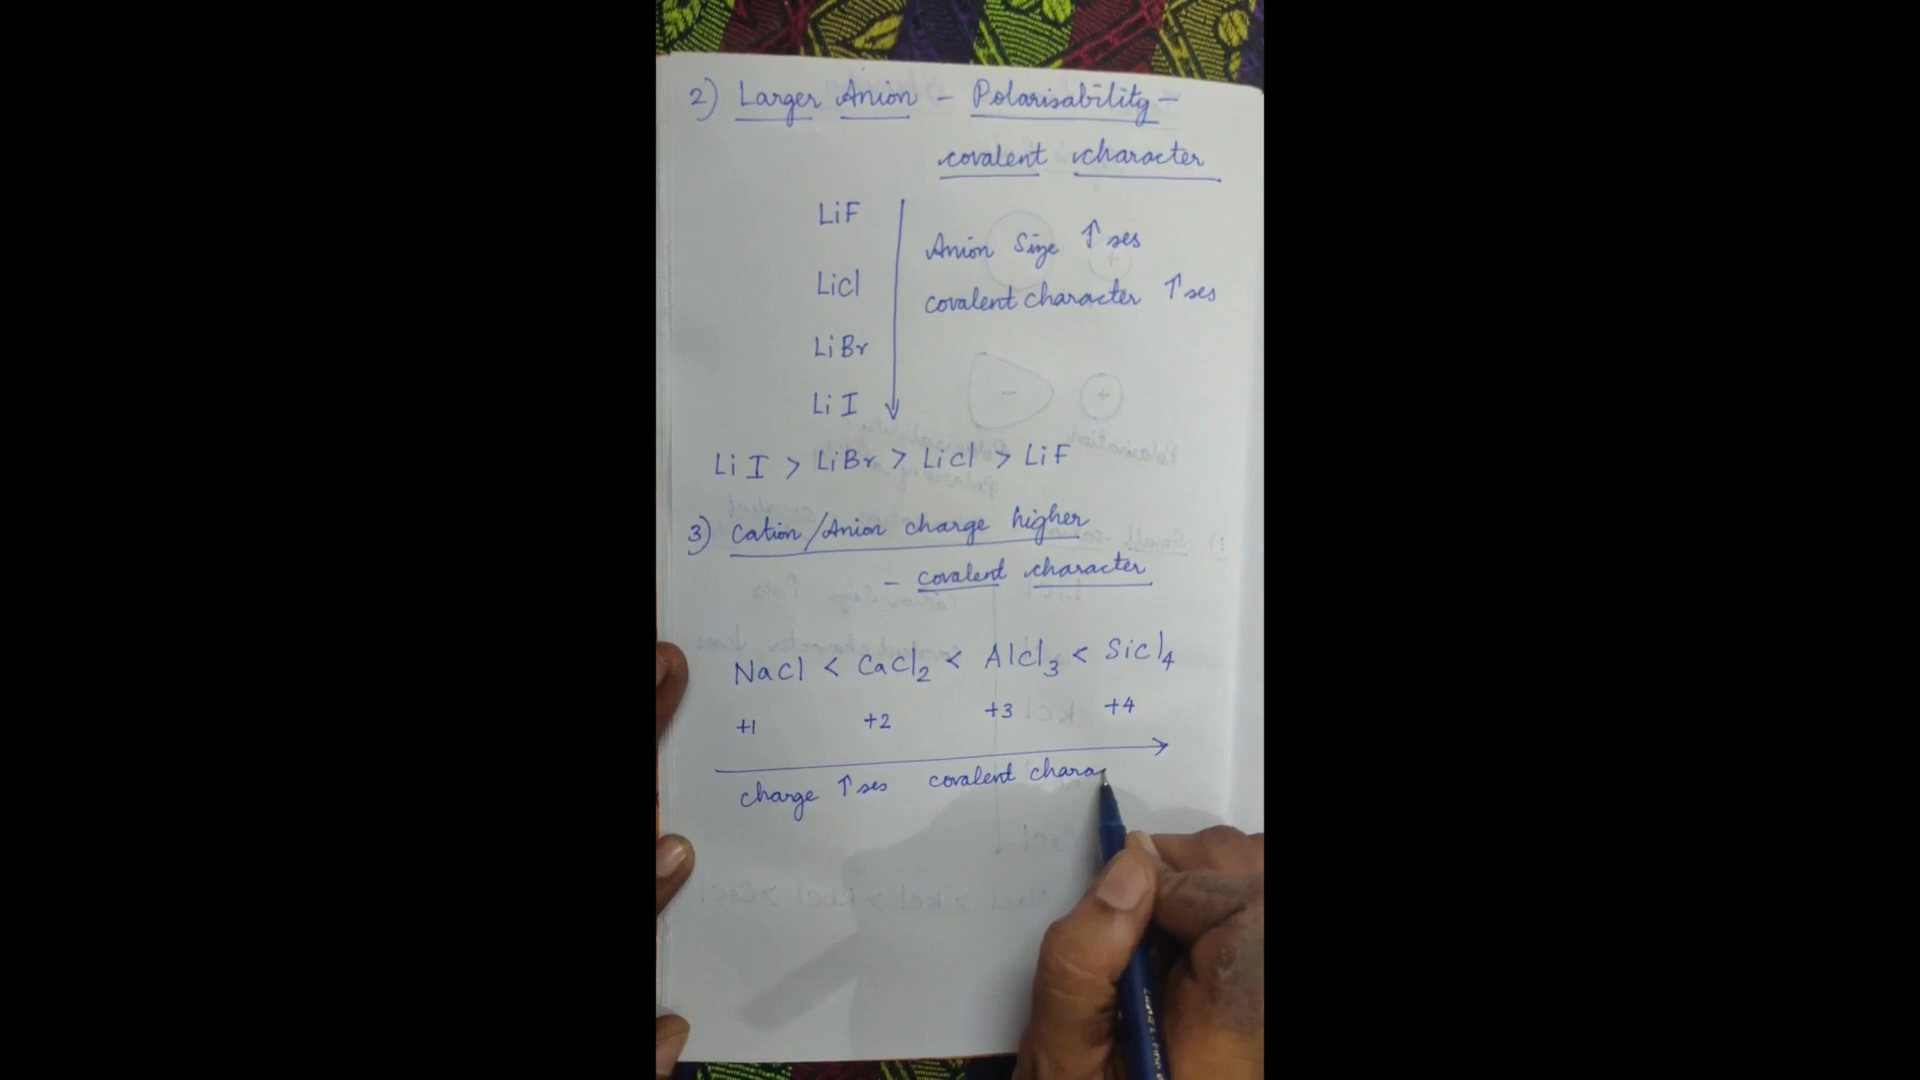 2) Larger Anion - Polarisability -
covalent character
LiF
Anion Size ↑ses
LiCl
covalent character ↑ses
LiBr
LiI
LiI > LiBr > LiCl > LiF
3) Cation/Anion charge higher
- covalent character
NaCl < CaCl2 < AlCl3 < SiCl4
+1 +2 +3 +4
charge ↑ses covalent charac